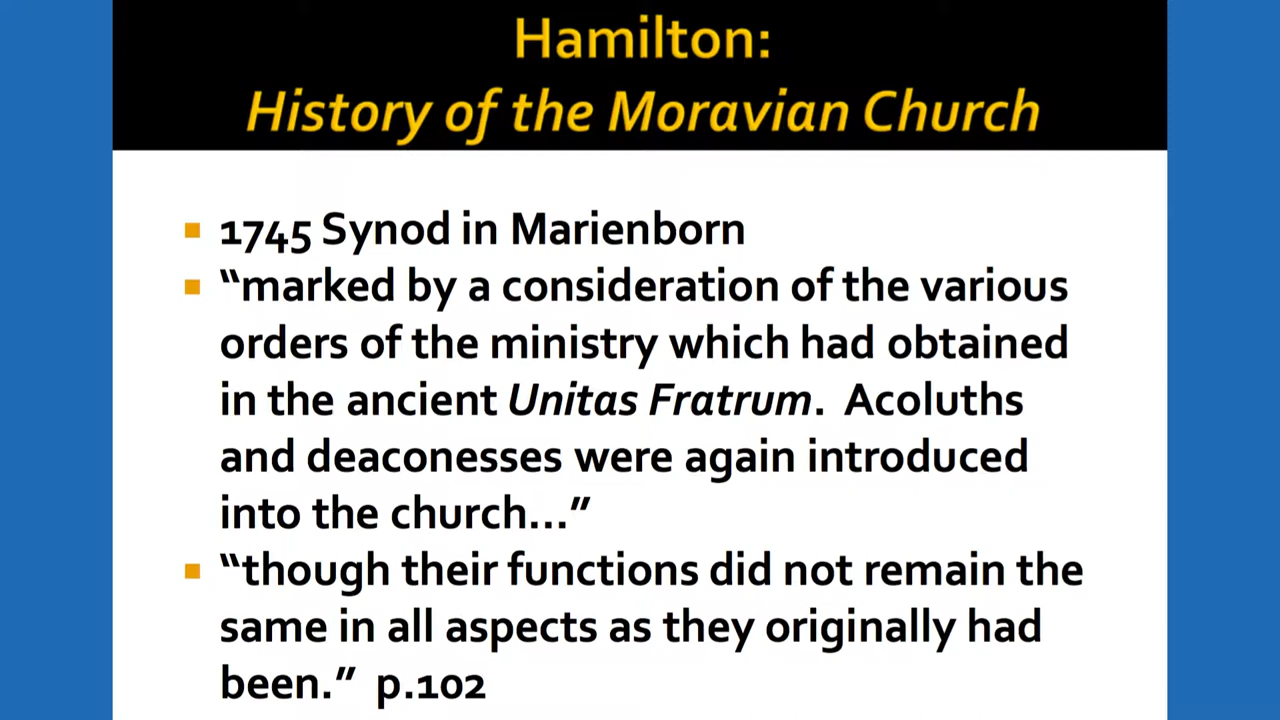 Hamilton:
History of the Moravian Church
▪ 1745 Synod in Marienborn
▪ “marked by a consideration of the various
orders of the ministry which had obtained
in the ancient Unitas Fratrum.  Acoluths
and deaconesses were again introduced
into the church…”
▪ “though their functions did not remain the
same in all aspects as they originally had
been.”  p.102